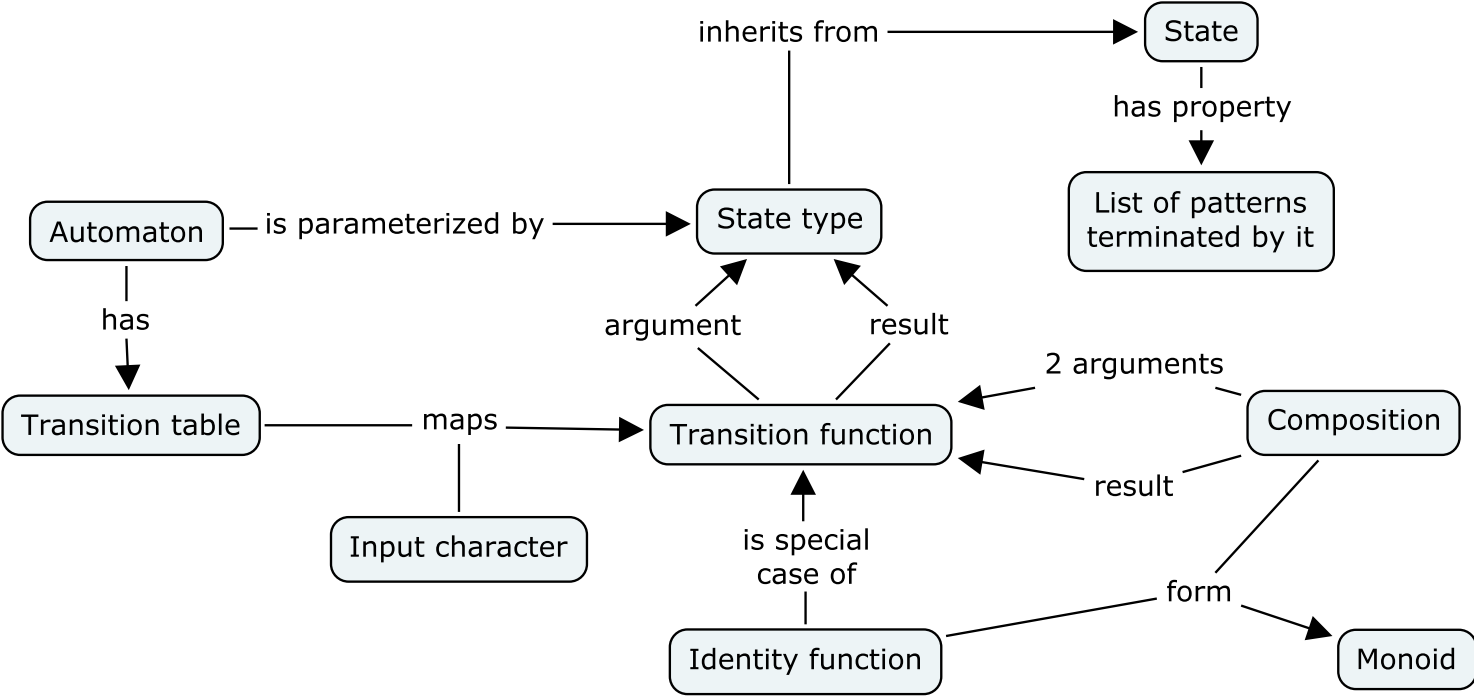 inherits from
State
has property
List of patterns
terminated by it
Automaton
is parameterized by
State type
has
argument
result
2 arguments
Transition table
maps
Transition function
Composition
result
Input character
is special
case of
form
Identity function
Monoid